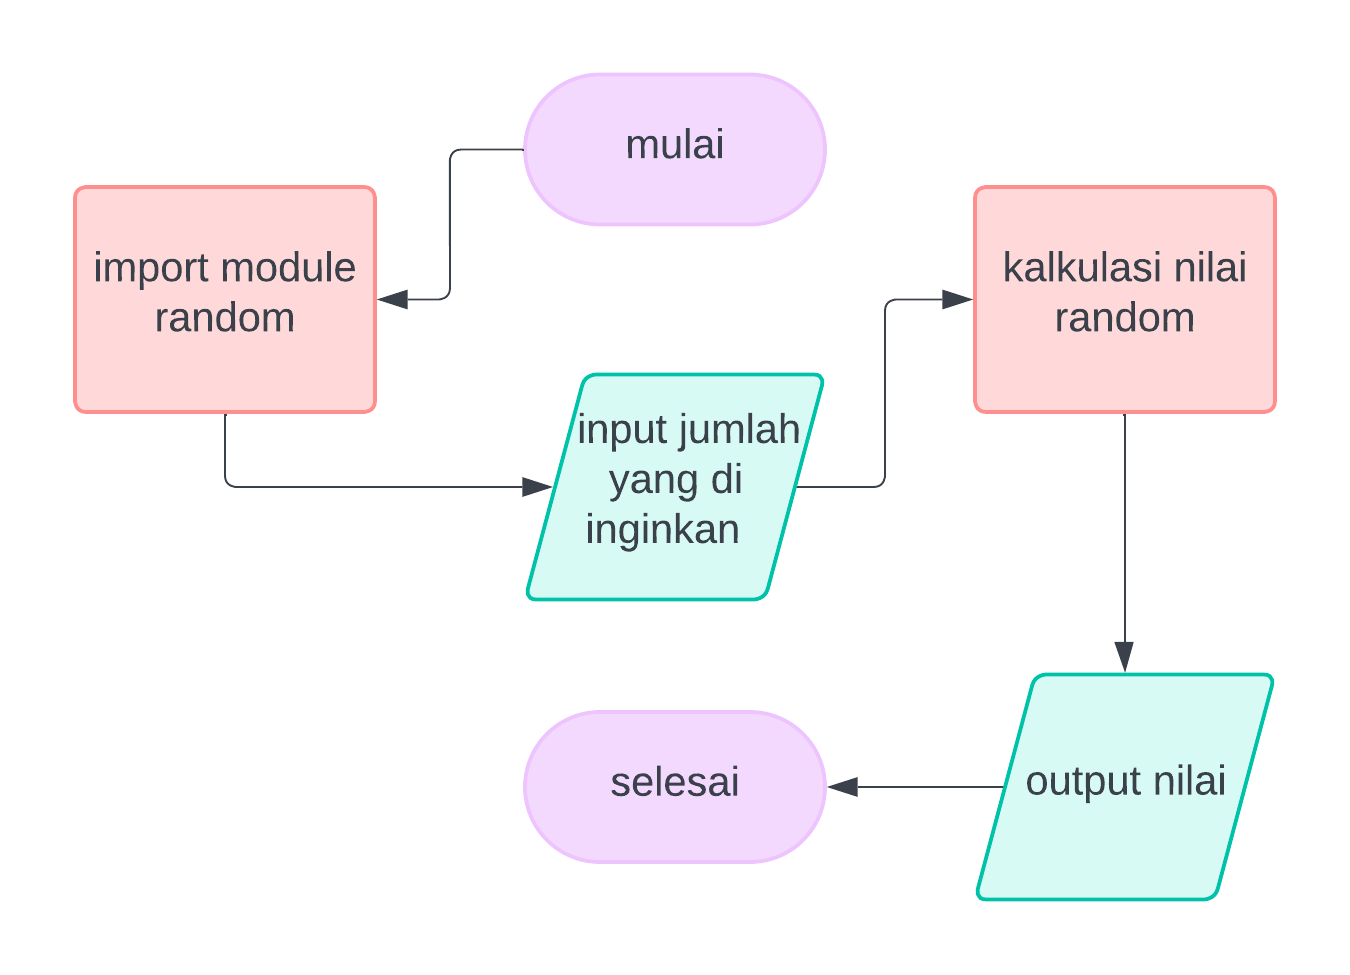 mulai
import module
random
input jumlah
yang di
inginkan
kalkulasi nilai
random
output nilai
selesai